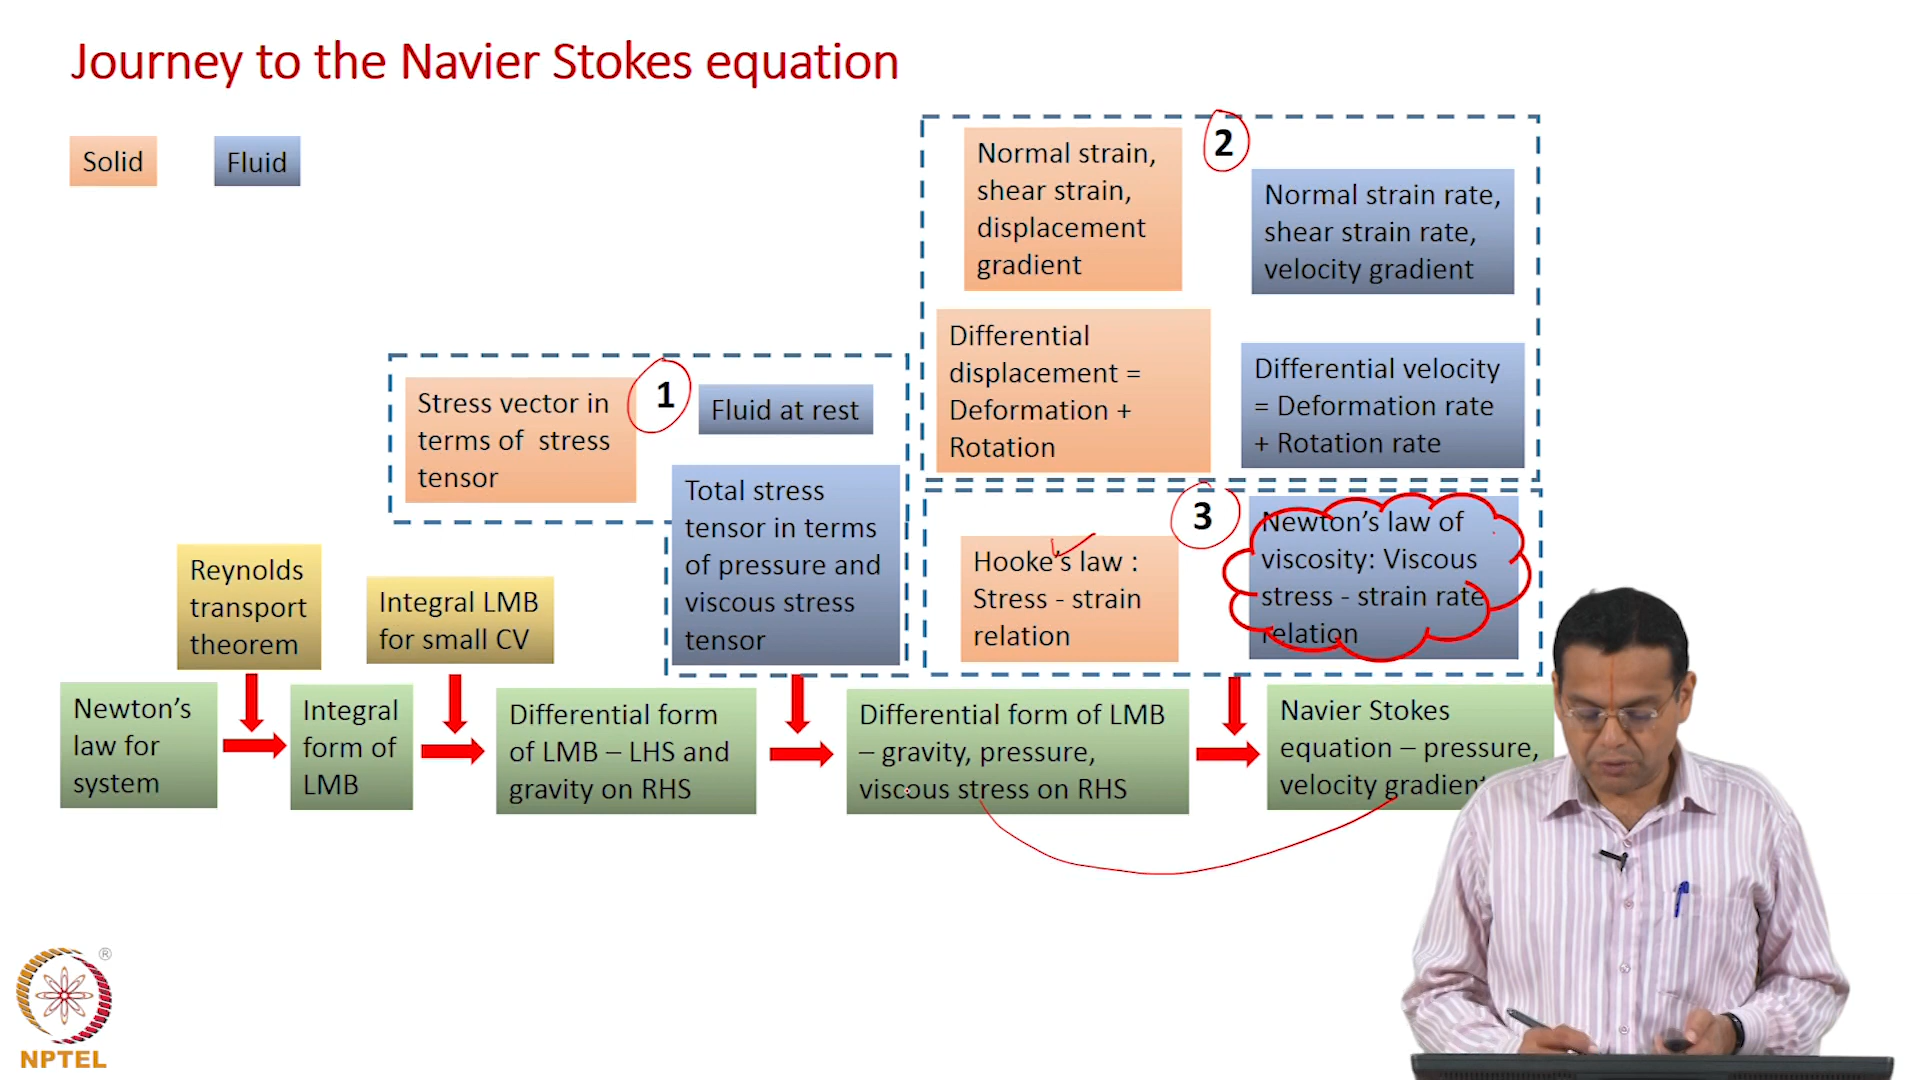 Journey to the Navier Stokes equation
Solid
Fluid
2
Normal strain,
shear strain,
displacement
gradient
Normal strain rate,
shear strain rate,
velocity gradient
Differential
displacement =
Deformation +
Rotation
Differential velocity
= Deformation rate
+ Rotation rate
1
Stress vector in
terms of stress
tensor
Fluid at rest
Total stress
tensor in terms
of pressure and
viscous stress
tensor
3
Hooke's law :
Stress - strain
relation
Newton's law of
viscosity: Viscous
stress - strain rate
relation
Reynolds
transport
theorem
Integral LMB
for small CV
Newton's
law for
system
Integral
form of
LMB
Differential form
of LMB – LHS and
gravity on RHS
Differential form of LMB
– gravity, pressure,
viscous stress on RHS
Navier Stokes
equation – pressure,
velocity gradien
®
NPTEL